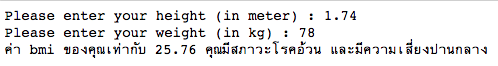 Please enter your height (in meter) : 1.74
Please enter your weight (in kg) : 78
ค่า bmi ของคุณเท่ากับ 25.76 คุณมีสภาวะโรคอ้วน และมีความเสี่ยงปานกลาง